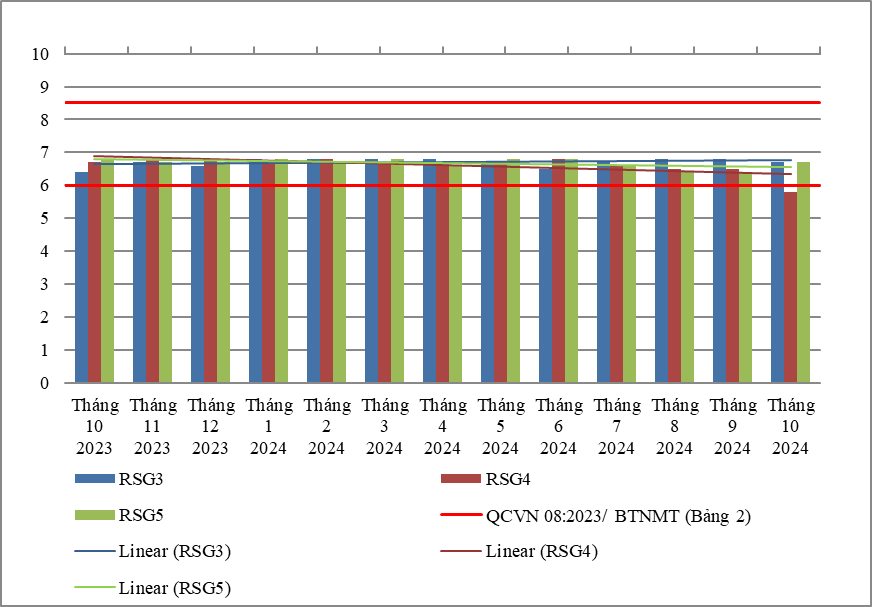 10
9
8
7
6
5
4
3
2
1
0
Tháng Tháng Tháng Tháng Tháng Tháng Tháng Tháng Tháng Tháng Tháng Tháng Tháng
10 11 12 1 2 3 4 5 6 7 8 9 10
2023 2023 2023 2024 2024 2024 2024 2024 2024 2024 2024 2024 2024
RSG3 RSG4
RSG5 QCVN 08:2023/ BTNMT (Bảng 2)
Linear (RSG3) Linear (RSG4)
Linear (RSG5)